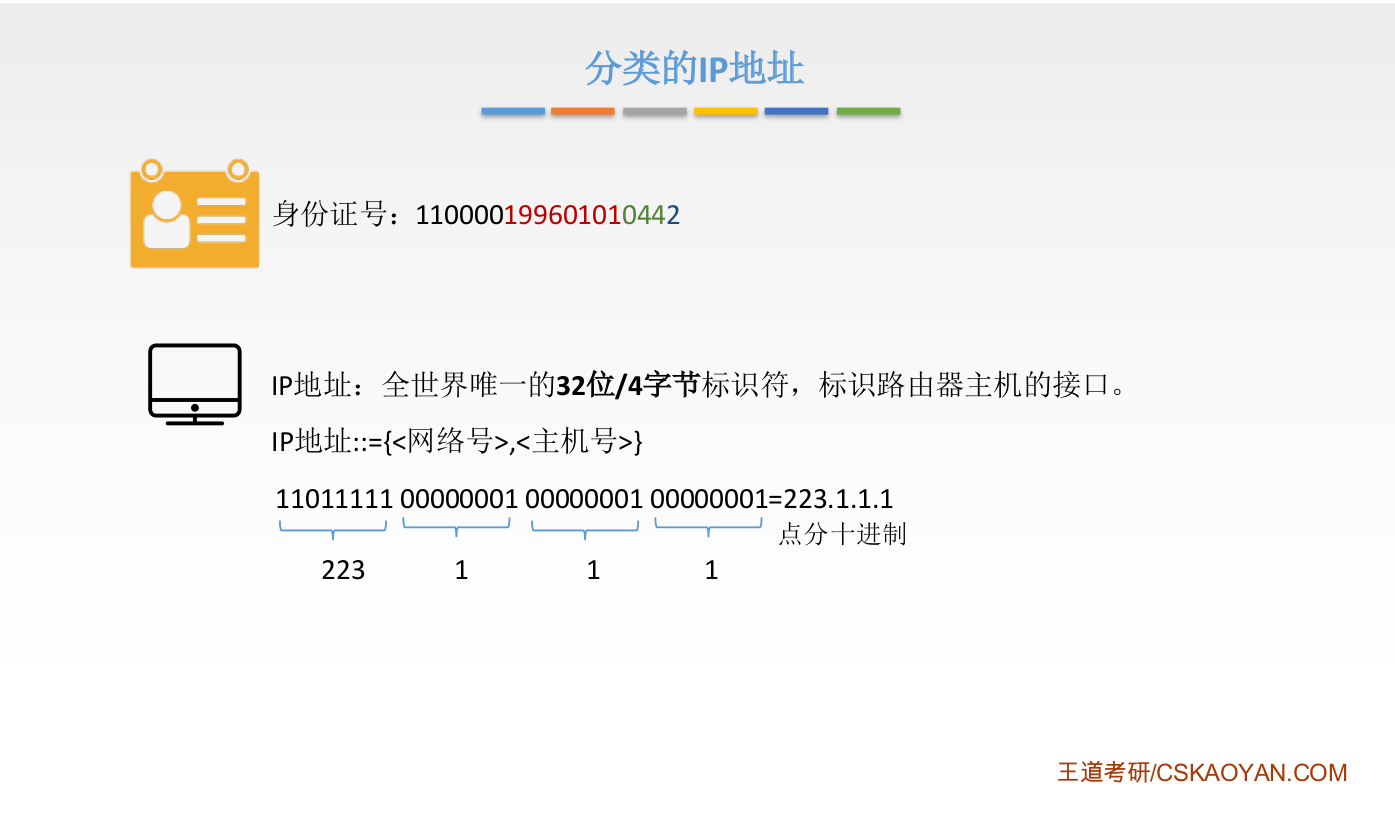 分类的IP地址
身份证号：110000199601010442
IP地址：全世界唯一的32位/4字节标识符，标识路由器主机的接口。
IP地址::={<网络号>,<主机号>}
11011111 00000001 00000001 00000001=223.1.1.1
点分十进制
223 1 1 1
王道考研/CSKAOYAN.COM